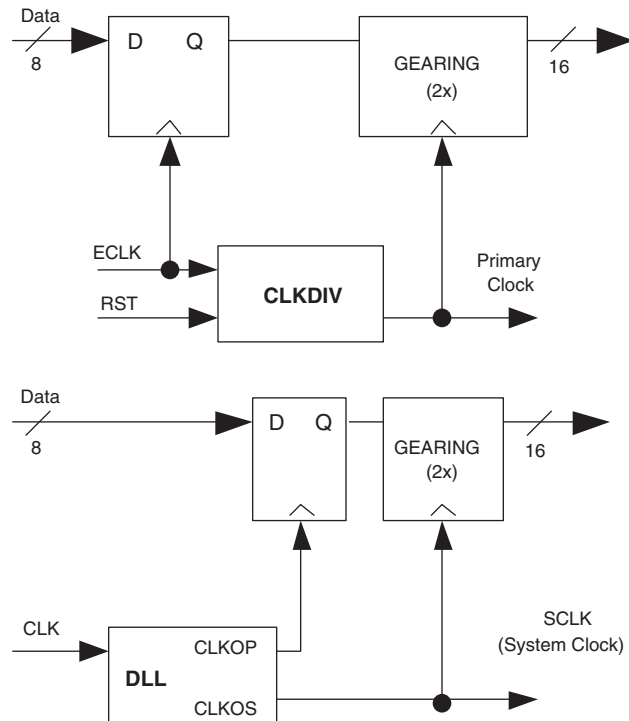 Data
8
D Q
GEARING
(2x)
16
ECLK
RST
CLKDIV
Primary
Clock
Data
8
D Q
GEARING
(2x)
16
CLK
DLL
CLKOP
CLKOS
SCLK
(System Clock)